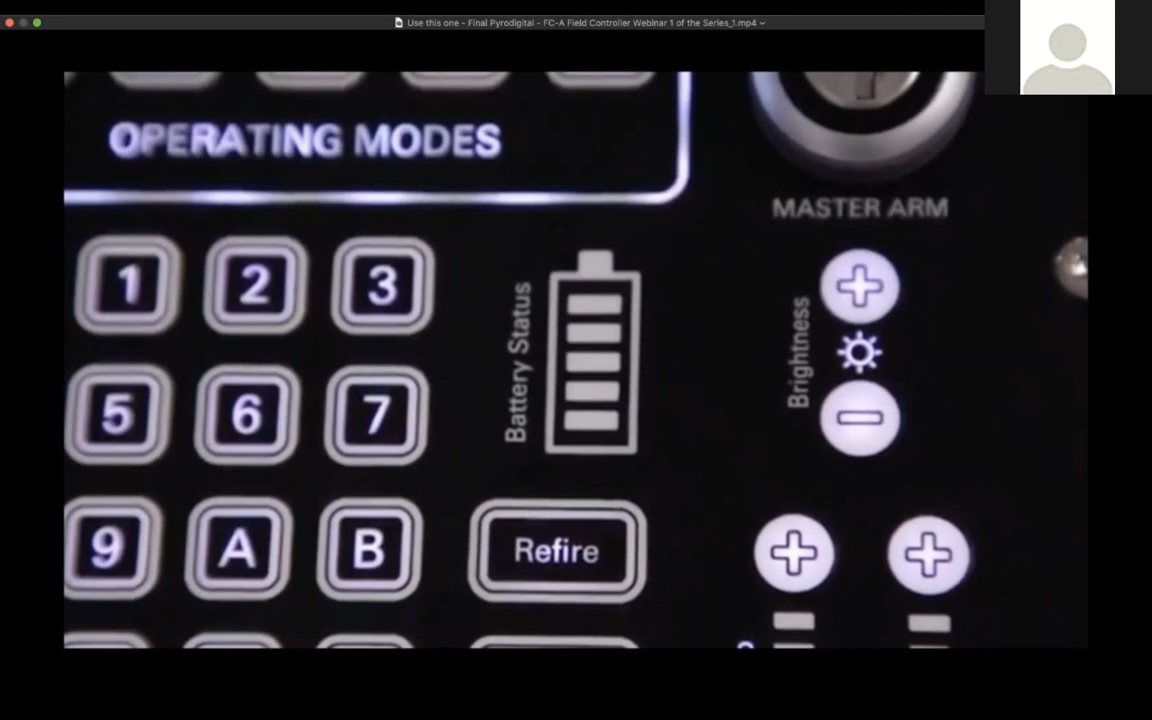 Use this one - Final Pyrodigital - FC-A Field Controller Webinar 1 of the Series_1.mp4
OPERATING MODES
MASTER ARM
1 2 3
Battery Status
Brightness
5 6 7
9 A B
Refire